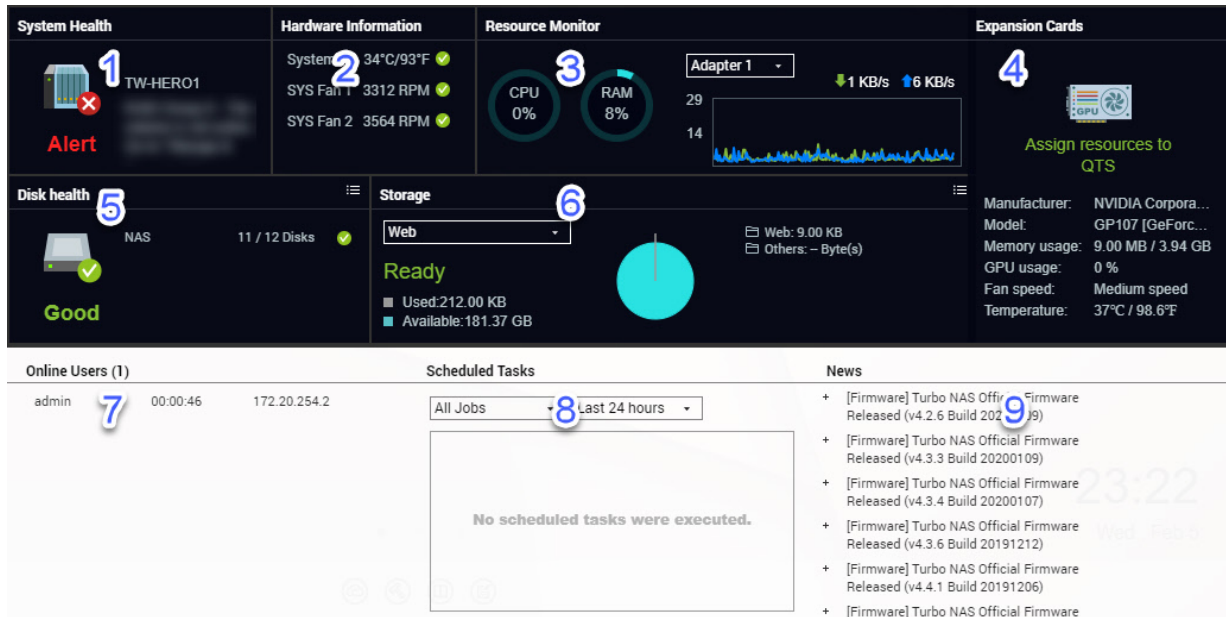 System Health
1
TW-HERO1
Alert
Hardware Information
2
System 34°C/93°F
SYS Fan 1 3312 RPM
SYS Fan 2 3564 RPM
Resource Monitor
3
CPU
0%
RAM
8%
Adapter 1
1 KB/s 6 KB/s
29
14
Expansion Cards
4
GPU
Assign resources to
QTS
Manufacturer: NVIDIA Corpora...
Model: GP107 [GeForc...
Memory usage: 9.00 MB / 3.94 GB
GPU usage: 0 %
Fan speed: Medium speed
Temperature: 37°C / 98.6°F
Disk health
5
NAS 11 / 12 Disks
Good
Storage
6
Web
Ready
Used:212.00 KB
Available:181.37 GB
Web: 9.00 KB
Others: – Byte(s)
Online Users (1)
admin 00:00:46 172.20.254.2
7
Scheduled Tasks
All Jobs Last 24 hours
8
No scheduled tasks were executed.
News
9
+ [Firmware] Turbo NAS Official Firmware
Released (v4.2.6 Build
+ [Firmware] Turbo NAS Official Firmware
Released (v4.3.3 Build 20200109)
+ [Firmware] Turbo NAS Official Firmware
Released (v4.3.4 Build 20200107)
+ [Firmware] Turbo NAS Official Firmware
Released (v4.3.6 Build 20191212)
+ [Firmware] Turbo NAS Official Firmware
Released (v4.4.1 Build 20191206)
+ [Firmware] Turbo NAS Official Firmware
23:22
Wed, Feb